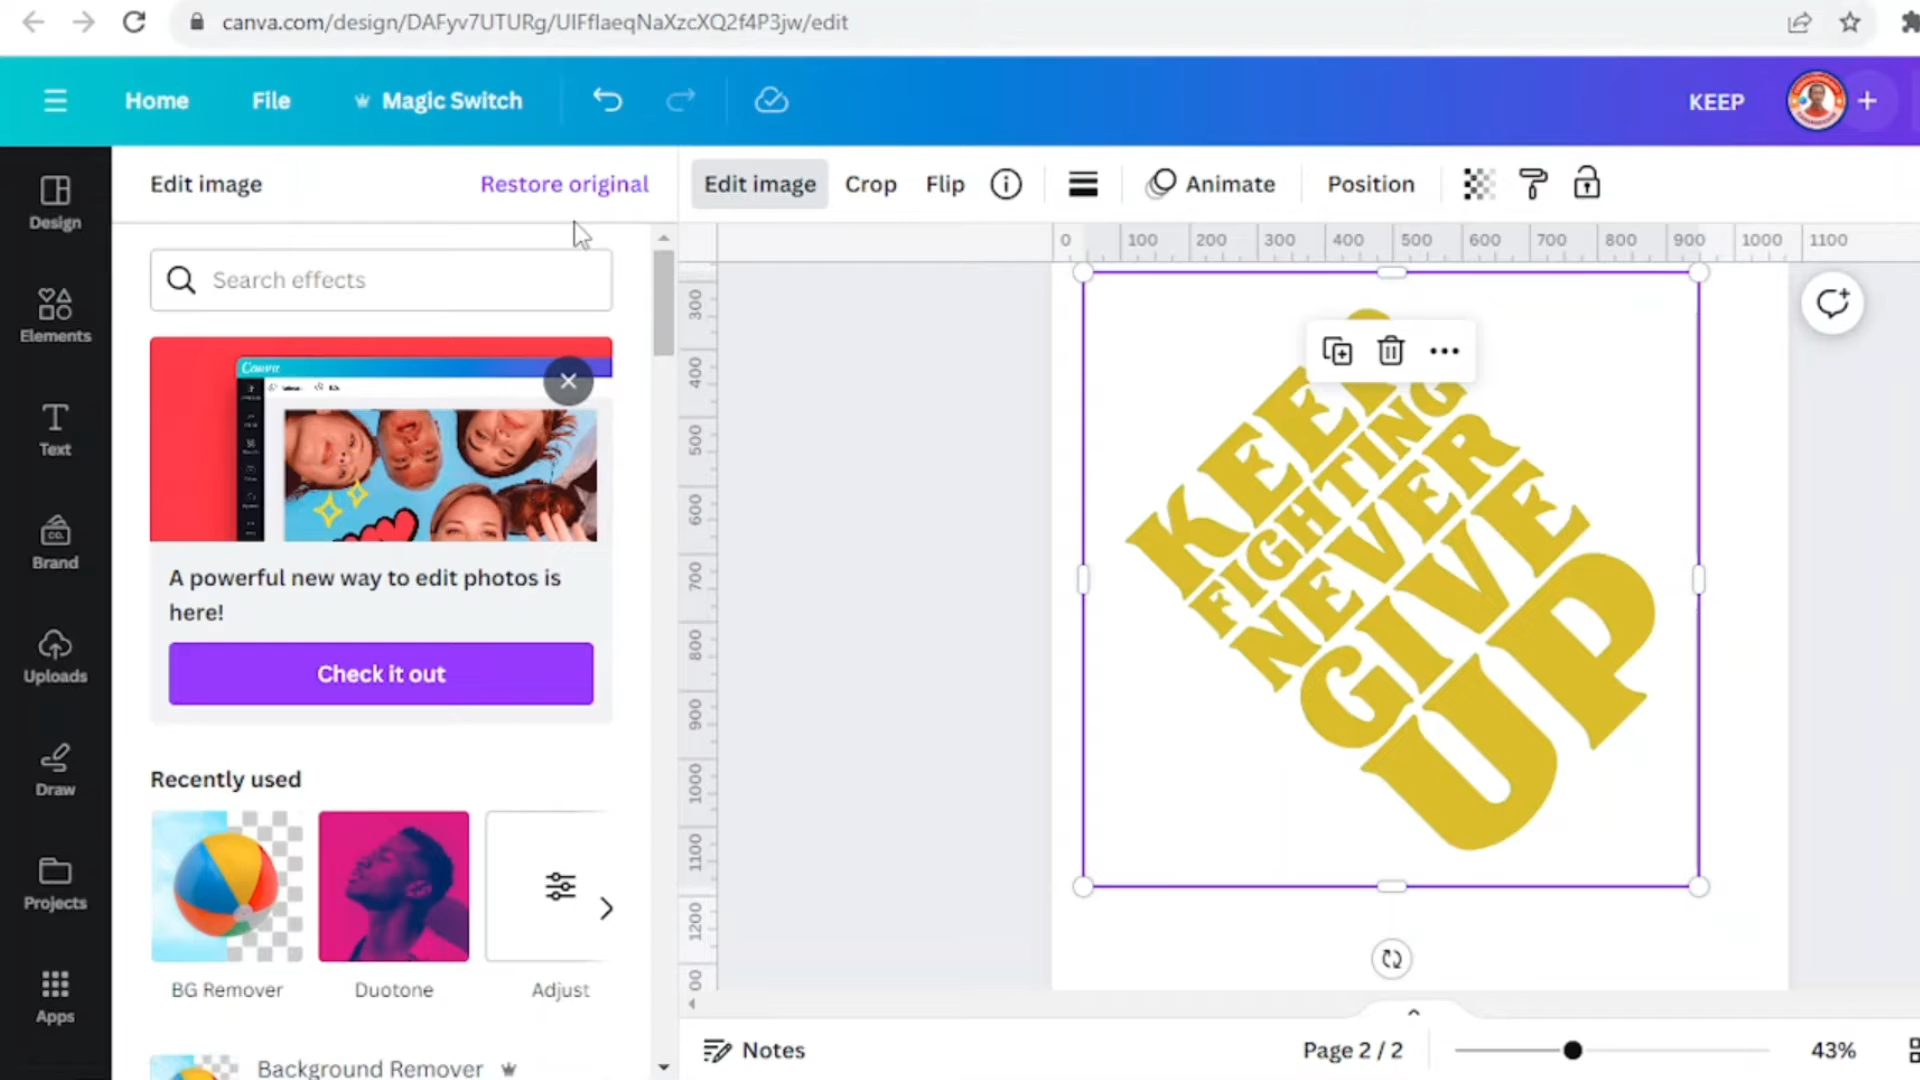 canva.com/design/DAFyv7UTURg/UIFflaeqNaXzcXQ2f4P3jw/edit
Home File Magic Switch KEEP
Design
Elements
Text
Brand
Uploads
Draw
Projects
Apps
Edit image Restore original
Search effects
Canva
A powerful new way to edit photos is
here!
Check it out
Recently used
BG Remover Duotone Adjust
Background Remover
Edit image Crop Flip Animate Position
0 100 200 300 400 500 600 700 800 900 1000 1100
300
400
500
600
700
800
900
1000
1100
1200
00
KEEP
FIGHTING
NEVER
GIVE
UP
Notes Page 2 / 2 43%